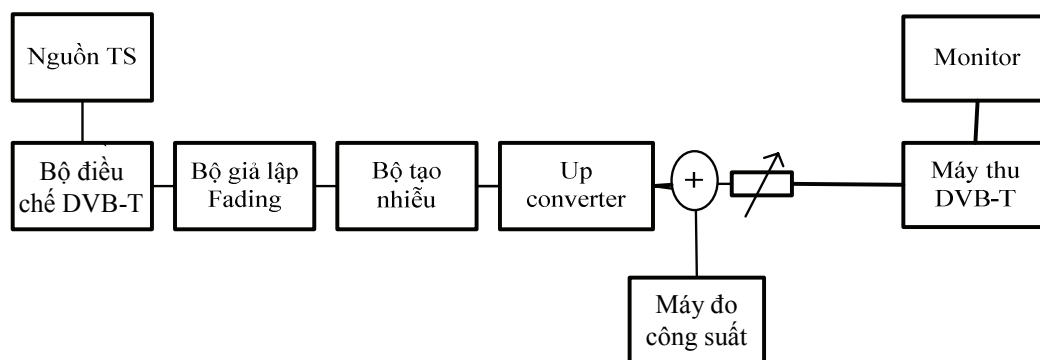 Nguồn TS
Monitor
Bộ điều
chế DVB-T
Bộ giả lập
Fading
Bộ tạo
nhiễu
Up
converter
+
Máy thu
DVB-T
Máy đo
công suất